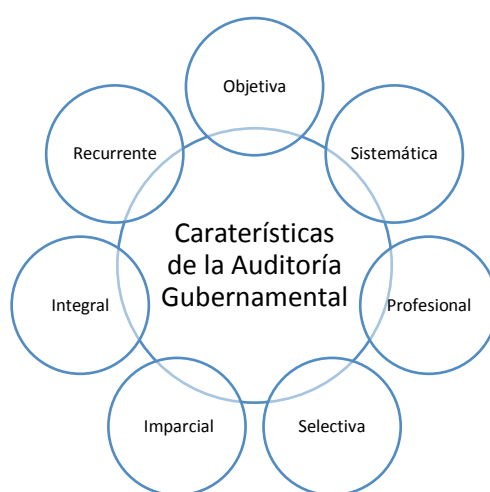 Objetiva
Recurrente
Sistemática
Caraterísticas
de la Auditoría
Gubernamental
Integral
Profesional
Imparcial
Selectiva